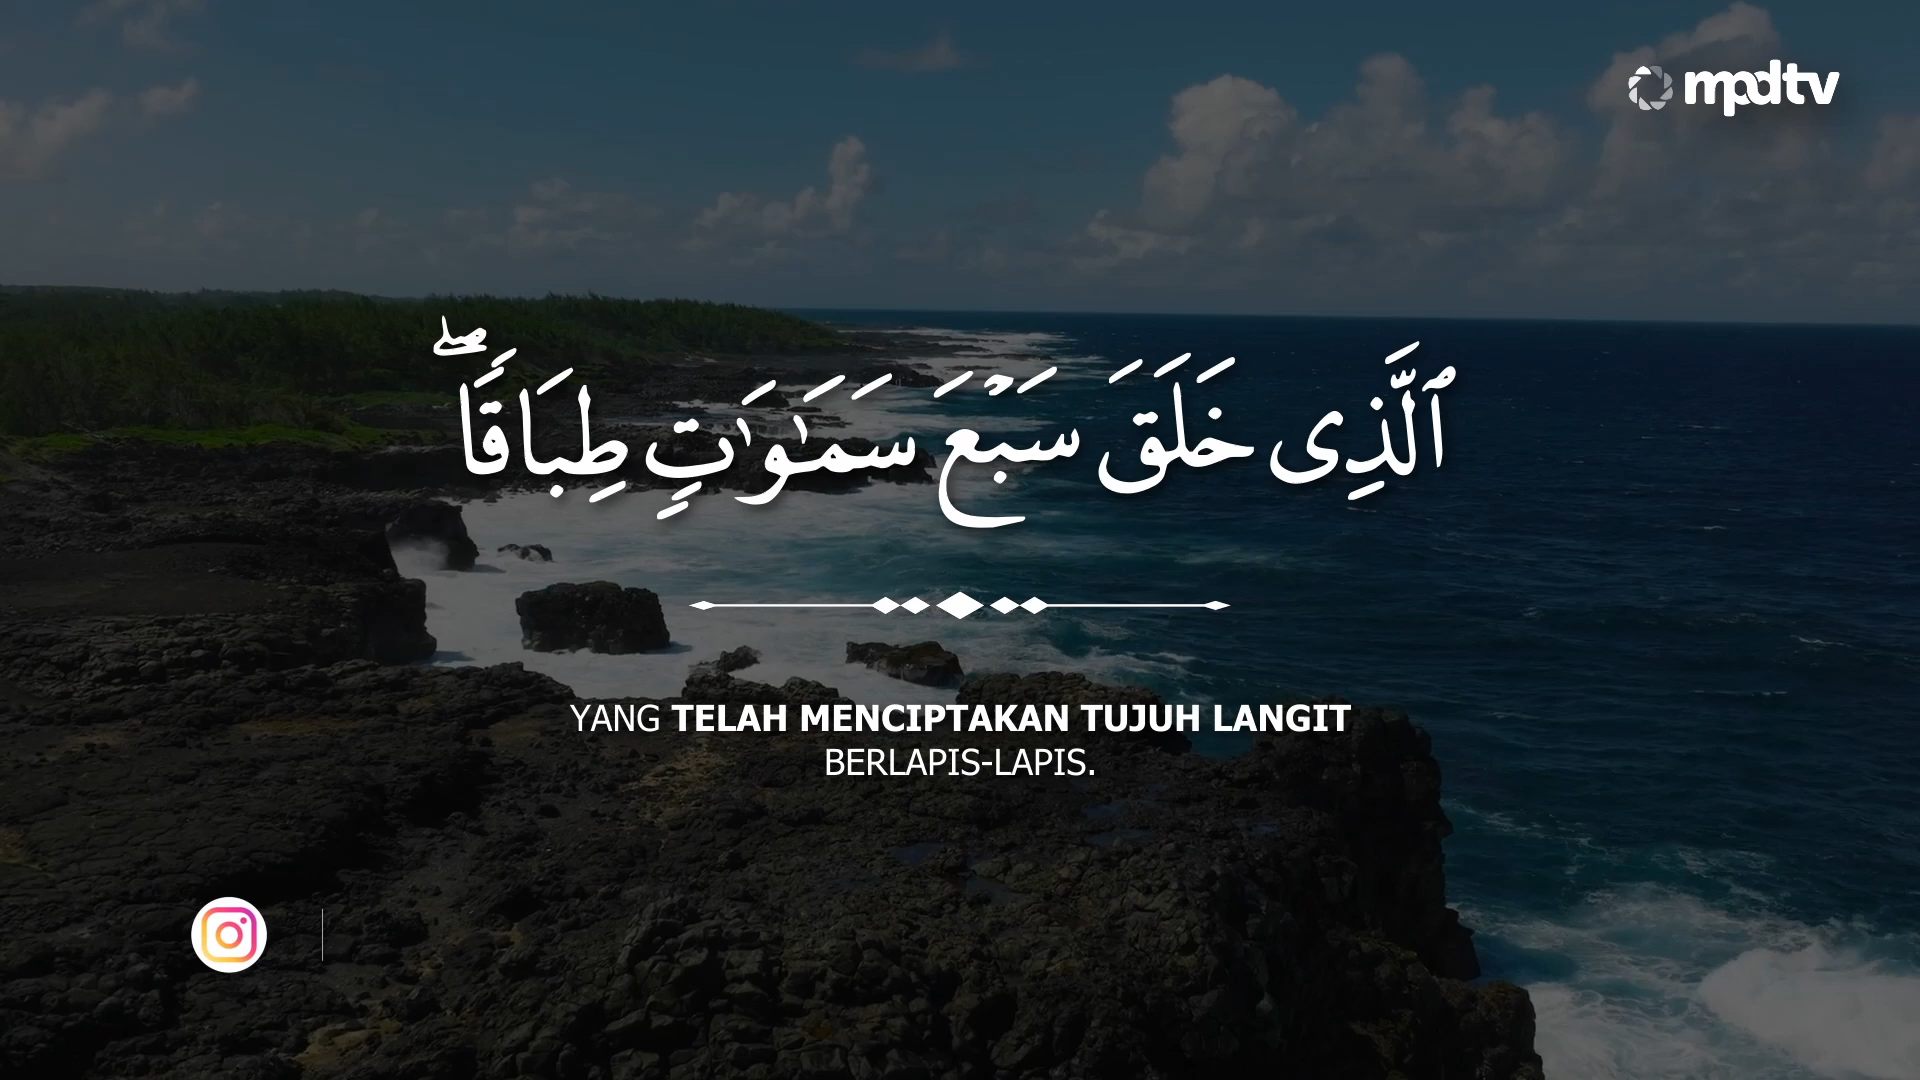 mpdtv
ٱلَّذِى خَلَقَ سَبْعَ سَمَـٰوَٰتٍ طِبَاقًا ۖ
YANG TELAH MENCIPTAKAN TUJUH LANGIT
BERLAPIS-LAPIS.